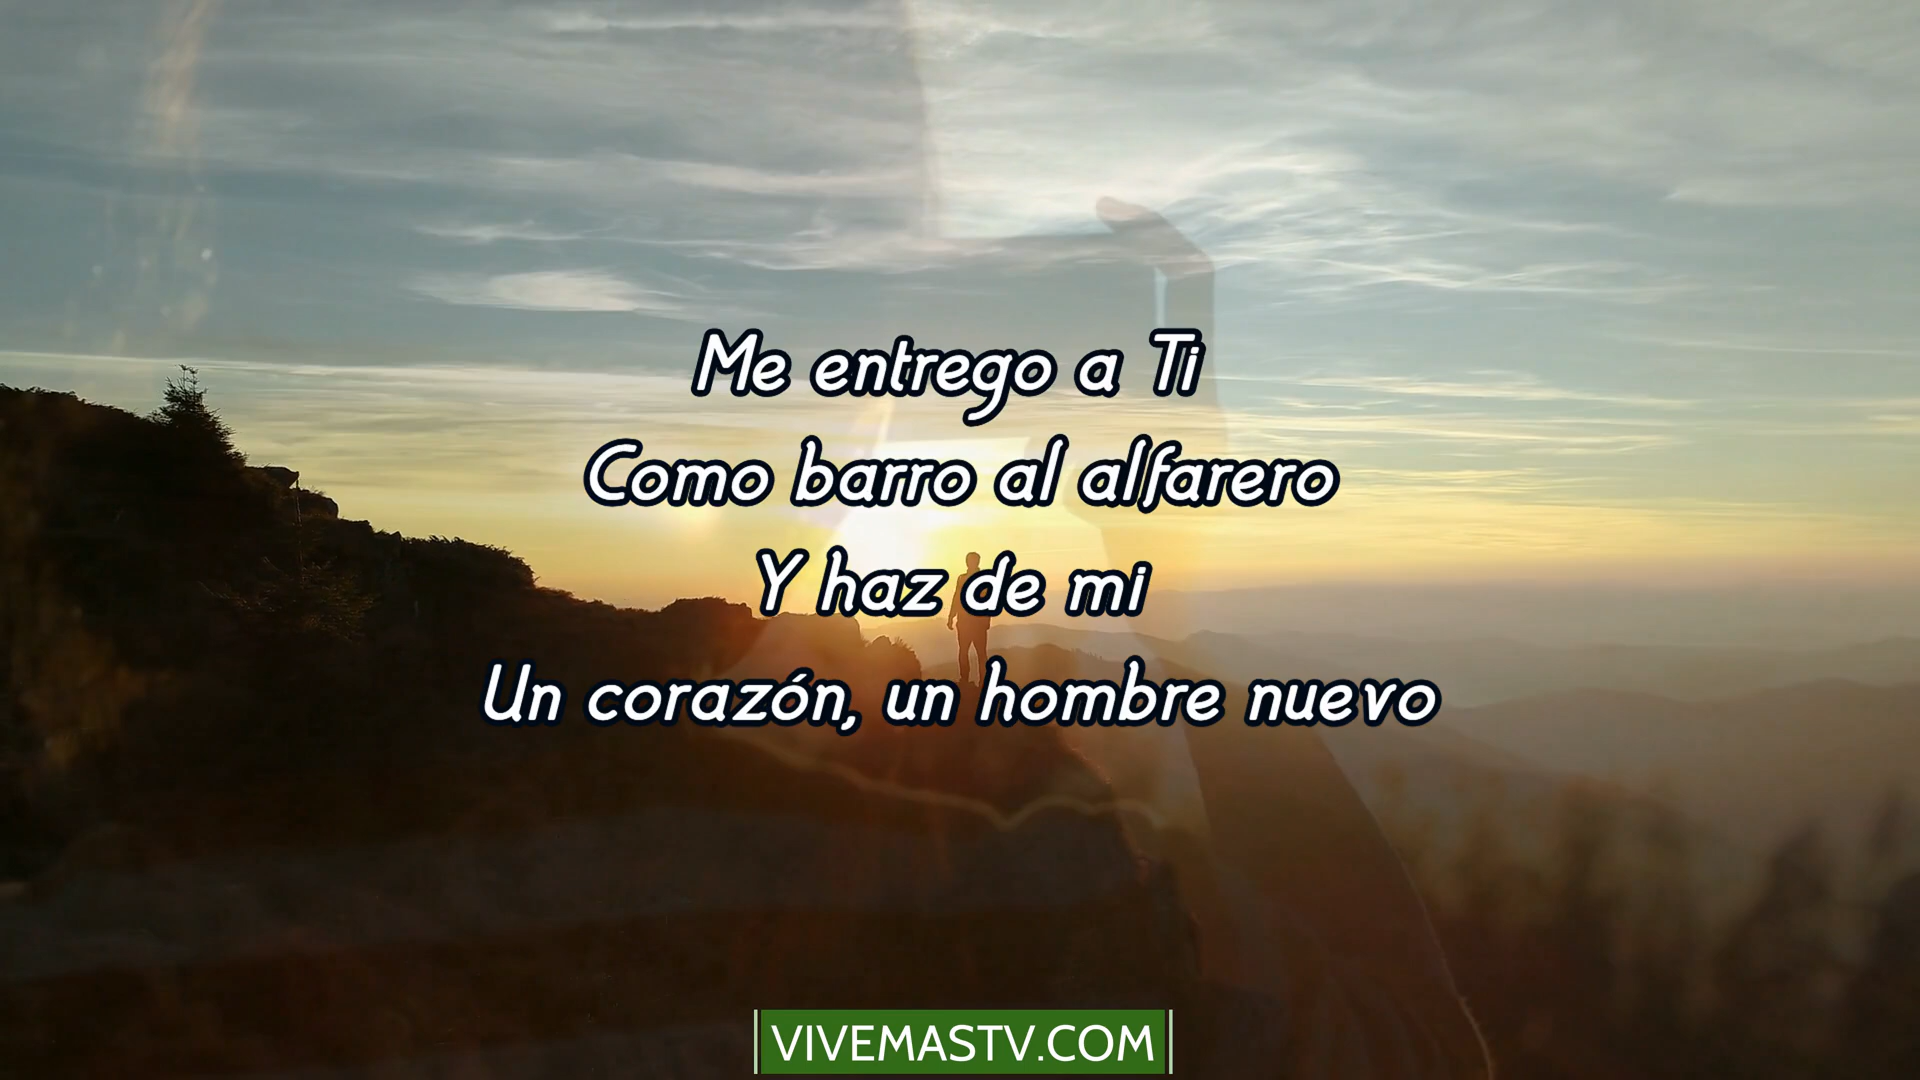 Me entrego a Ti
Como barro al alfarero
Y haz de mi
Un corazón, un hombre nuevo
VIVEMASTV.COM